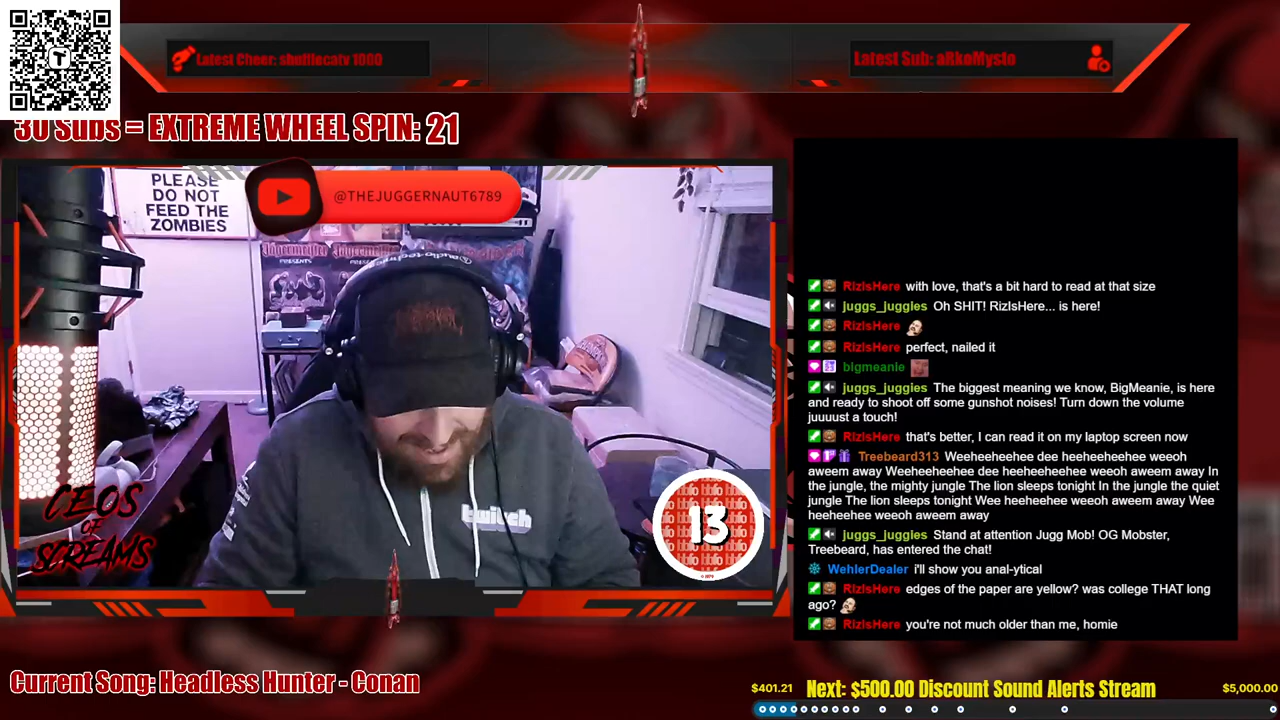 Latest Cheer: shufflecatv 1000
Latest Sub: aRkoMysto
30 Subs = EXTREME WHEEL SPIN: 21
PLEASE
DO NOT
FEED THE
ZOMBIES
@THEJUGGERNAUT6789
Jägermeister
Jägermeister
audio-technica
twitch
CEOS
OF
SCREAMS
13
RizIsHere with love, that's a bit hard to read at that size
juggs_juggles Oh SHIT! RizIsHere... is here!
RizIsHere
RizIsHere perfect, nailed it
bigmeanie
juggs_juggles The biggest meaning we know, BigMeanie, is here
and ready to shoot off some gunshot noises! Turn down the volume
juuuust a touch!
RizIsHere that's better, I can read it on my laptop screen now
Treebeard313 Weeheeheehee dee heeheeheehee weeoh
aweem away Weeheeheehee dee heeheeheehee weeoh aweem away In
the jungle, the mighty jungle The lion sleeps tonight In the jungle the quiet
jungle The lion sleeps tonight Wee heeheehee weeoh aweem away Wee
heeheehee weeoh aweem away
juggs_juggles Stand at attention Jugg Mob! OG Mobster,
Treebeard, has entered the chat!
WehlerDealer i'll show you anal-ytical
RizIsHere edges of the paper are yellow? was college THAT long
ago?
RizIsHere you're not much older than me, homie
Current Song: Headless Hunter - Conan
$401.21
Next: $500.00 Discount Sound Alerts Stream
$5,000.00